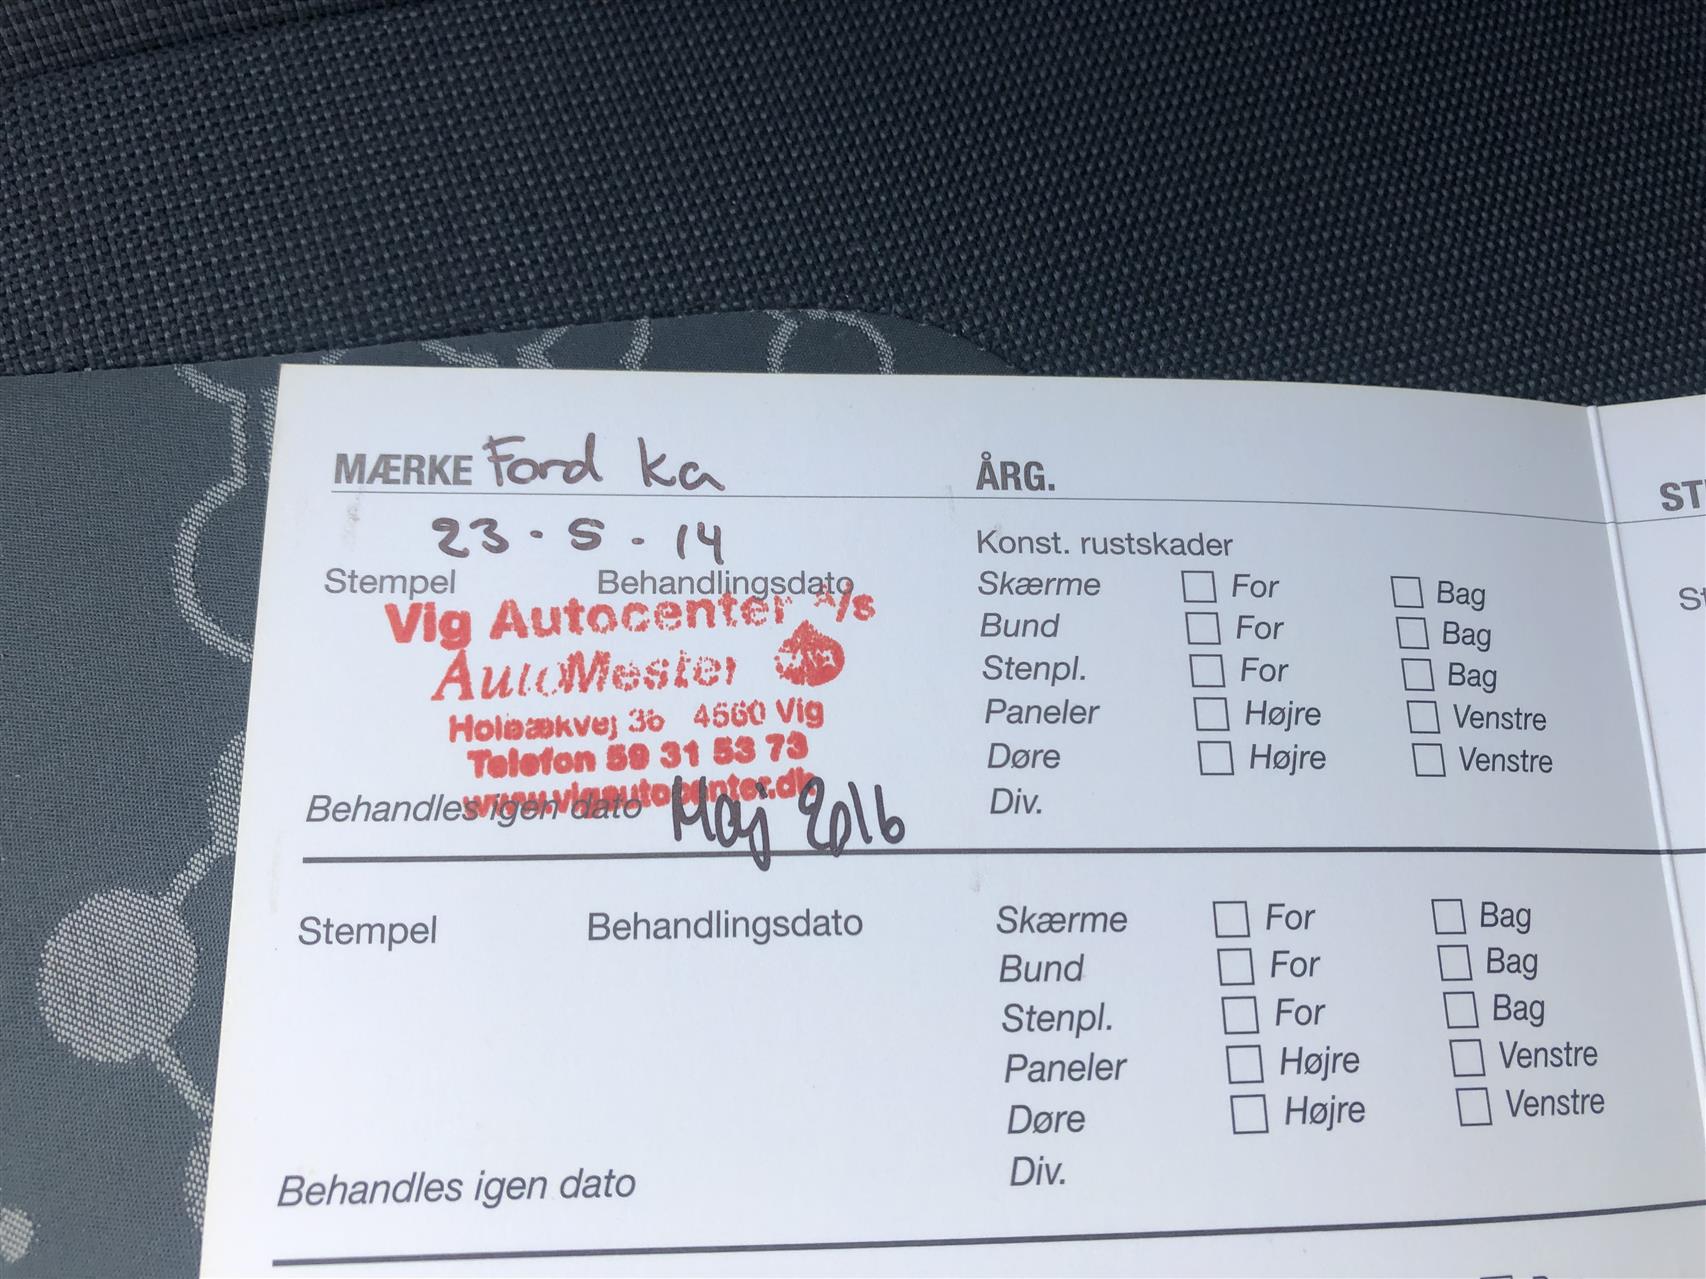 MÆRKE Ford Ka ÅRG.
23 - 5 - 14
Stempel Behandlingsdato
Vig Autocenter A/s
AutoMester
Holbækvej 3b 4560 Vig
Telefon 59 31 53 73
www.vigautocenter.dk
Behandles igen dato Maj 2016
Konst. rustskader
Skærme For Bag
Bund For Bag
Stenpl. For Bag
Paneler Højre Venstre
Døre Højre Venstre
Div.
Stempel Behandlingsdato
Skærme For Bag
Bund For Bag
Stenpl. For Bag
Paneler Højre Venstre
Døre Højre Venstre
Div.
Behandles igen dato